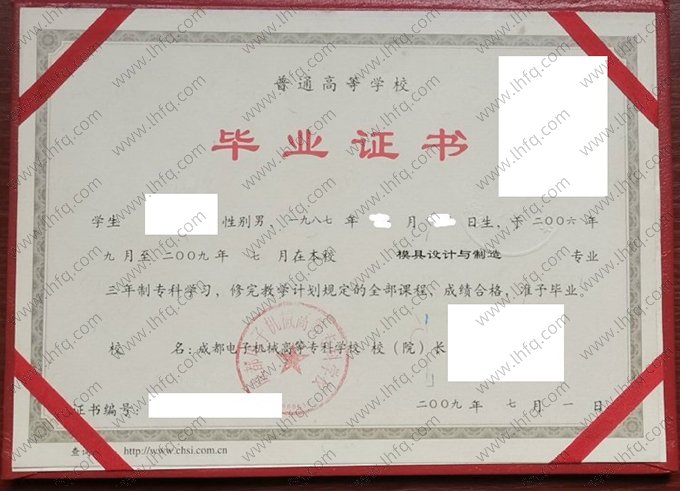 普通高等学校
毕业证书
学生 性别男，一九八七年 月 日生，于二〇〇六年
九月至二〇〇九年 七 月在本校 模具设计与制造 专业
三年制专科学习，修完教学计划规定的全部课程，成绩合格，准予毕业。
校 名：成都电子机械高等专科学校 校（院）长
证书编号：
二〇〇九年 七 月 一 日
http://www.chsi.com.cn
www.lhfq.com